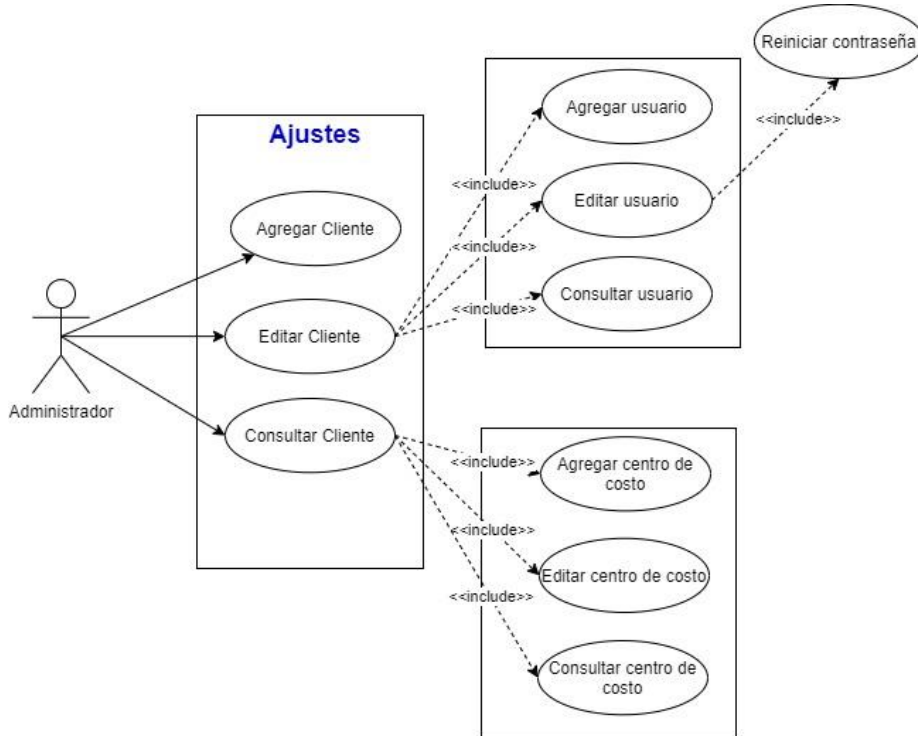 Reiniciar contraseña
<<include>>
Agregar usuario
<<include>>
Editar usuario
<<include>>
Consultar usuario
<<include>>
Ajustes
Agregar Cliente
Editar Cliente
Consultar Cliente
Administrador
<<include>>
Agregar centro de
costo
<<include>>
Editar centro de costo
<<include>>
Consultar centro de
costo